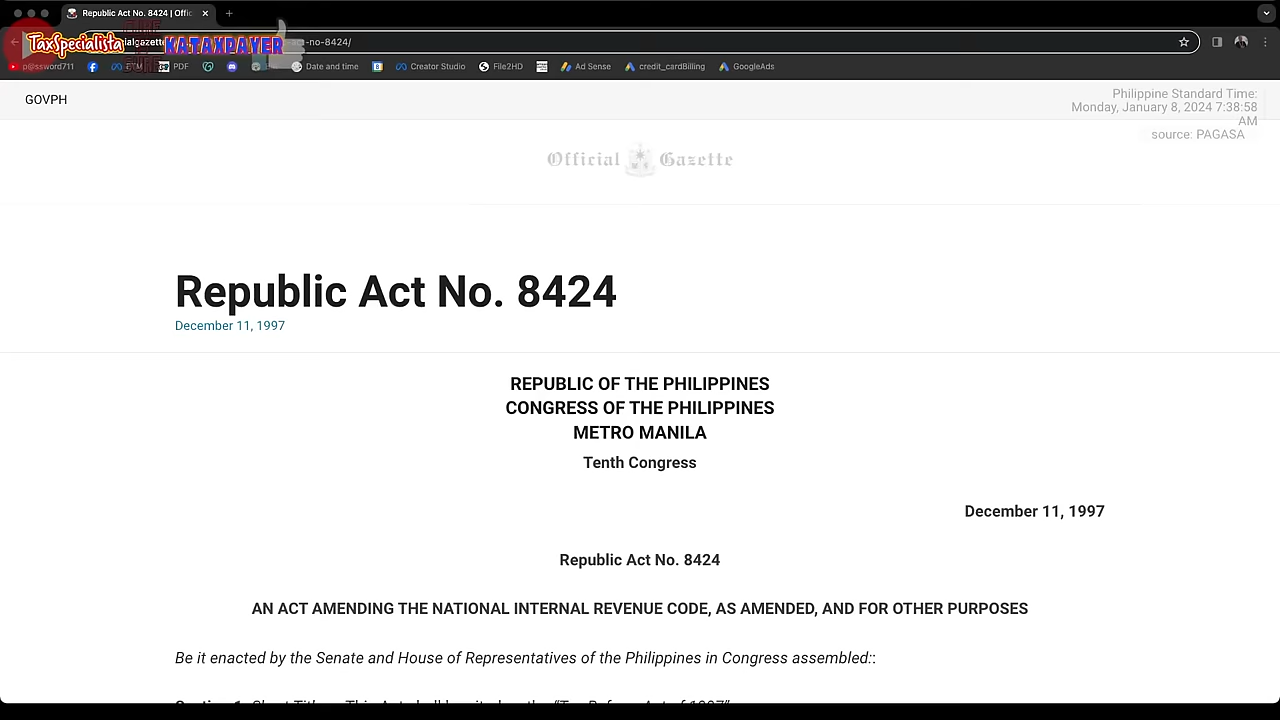 Republic Act No. 8424 | Offic
TaxSpecialista
KATAXPAYER
ct-no-8424/
p@ssword711
PDF
Date and time
Creator Studio
File2HD
Ad Sense
credit_cardBilling
GoogleAds
GOVPH
Philippine Standard Time:
Monday, January 8, 2024 7:38:58
AM
source: PAGASA
Official Gazette
Republic Act No. 8424
December 11, 1997
REPUBLIC OF THE PHILIPPINES
CONGRESS OF THE PHILIPPINES
METRO MANILA
Tenth Congress
December 11, 1997
Republic Act No. 8424
AN ACT AMENDING THE NATIONAL INTERNAL REVENUE CODE, AS AMENDED, AND FOR OTHER PURPOSES
Be it enacted by the Senate and House of Representatives of the Philippines in Congress assembled::